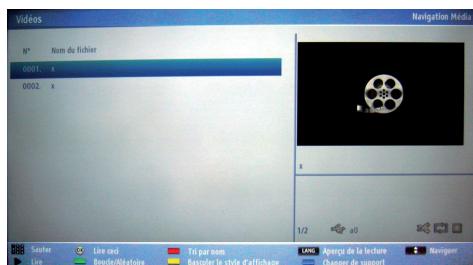 Vidéos
Navigation Média
N° Nom du fichier
0001. x
0002. x
x
1/2 a0
Sauter OK Lire ceci Tri par nom LANG Aperçu de la lecture Naviguer
Lire Boucle/Aléatoire Basculer le style d'affichage Changer de support